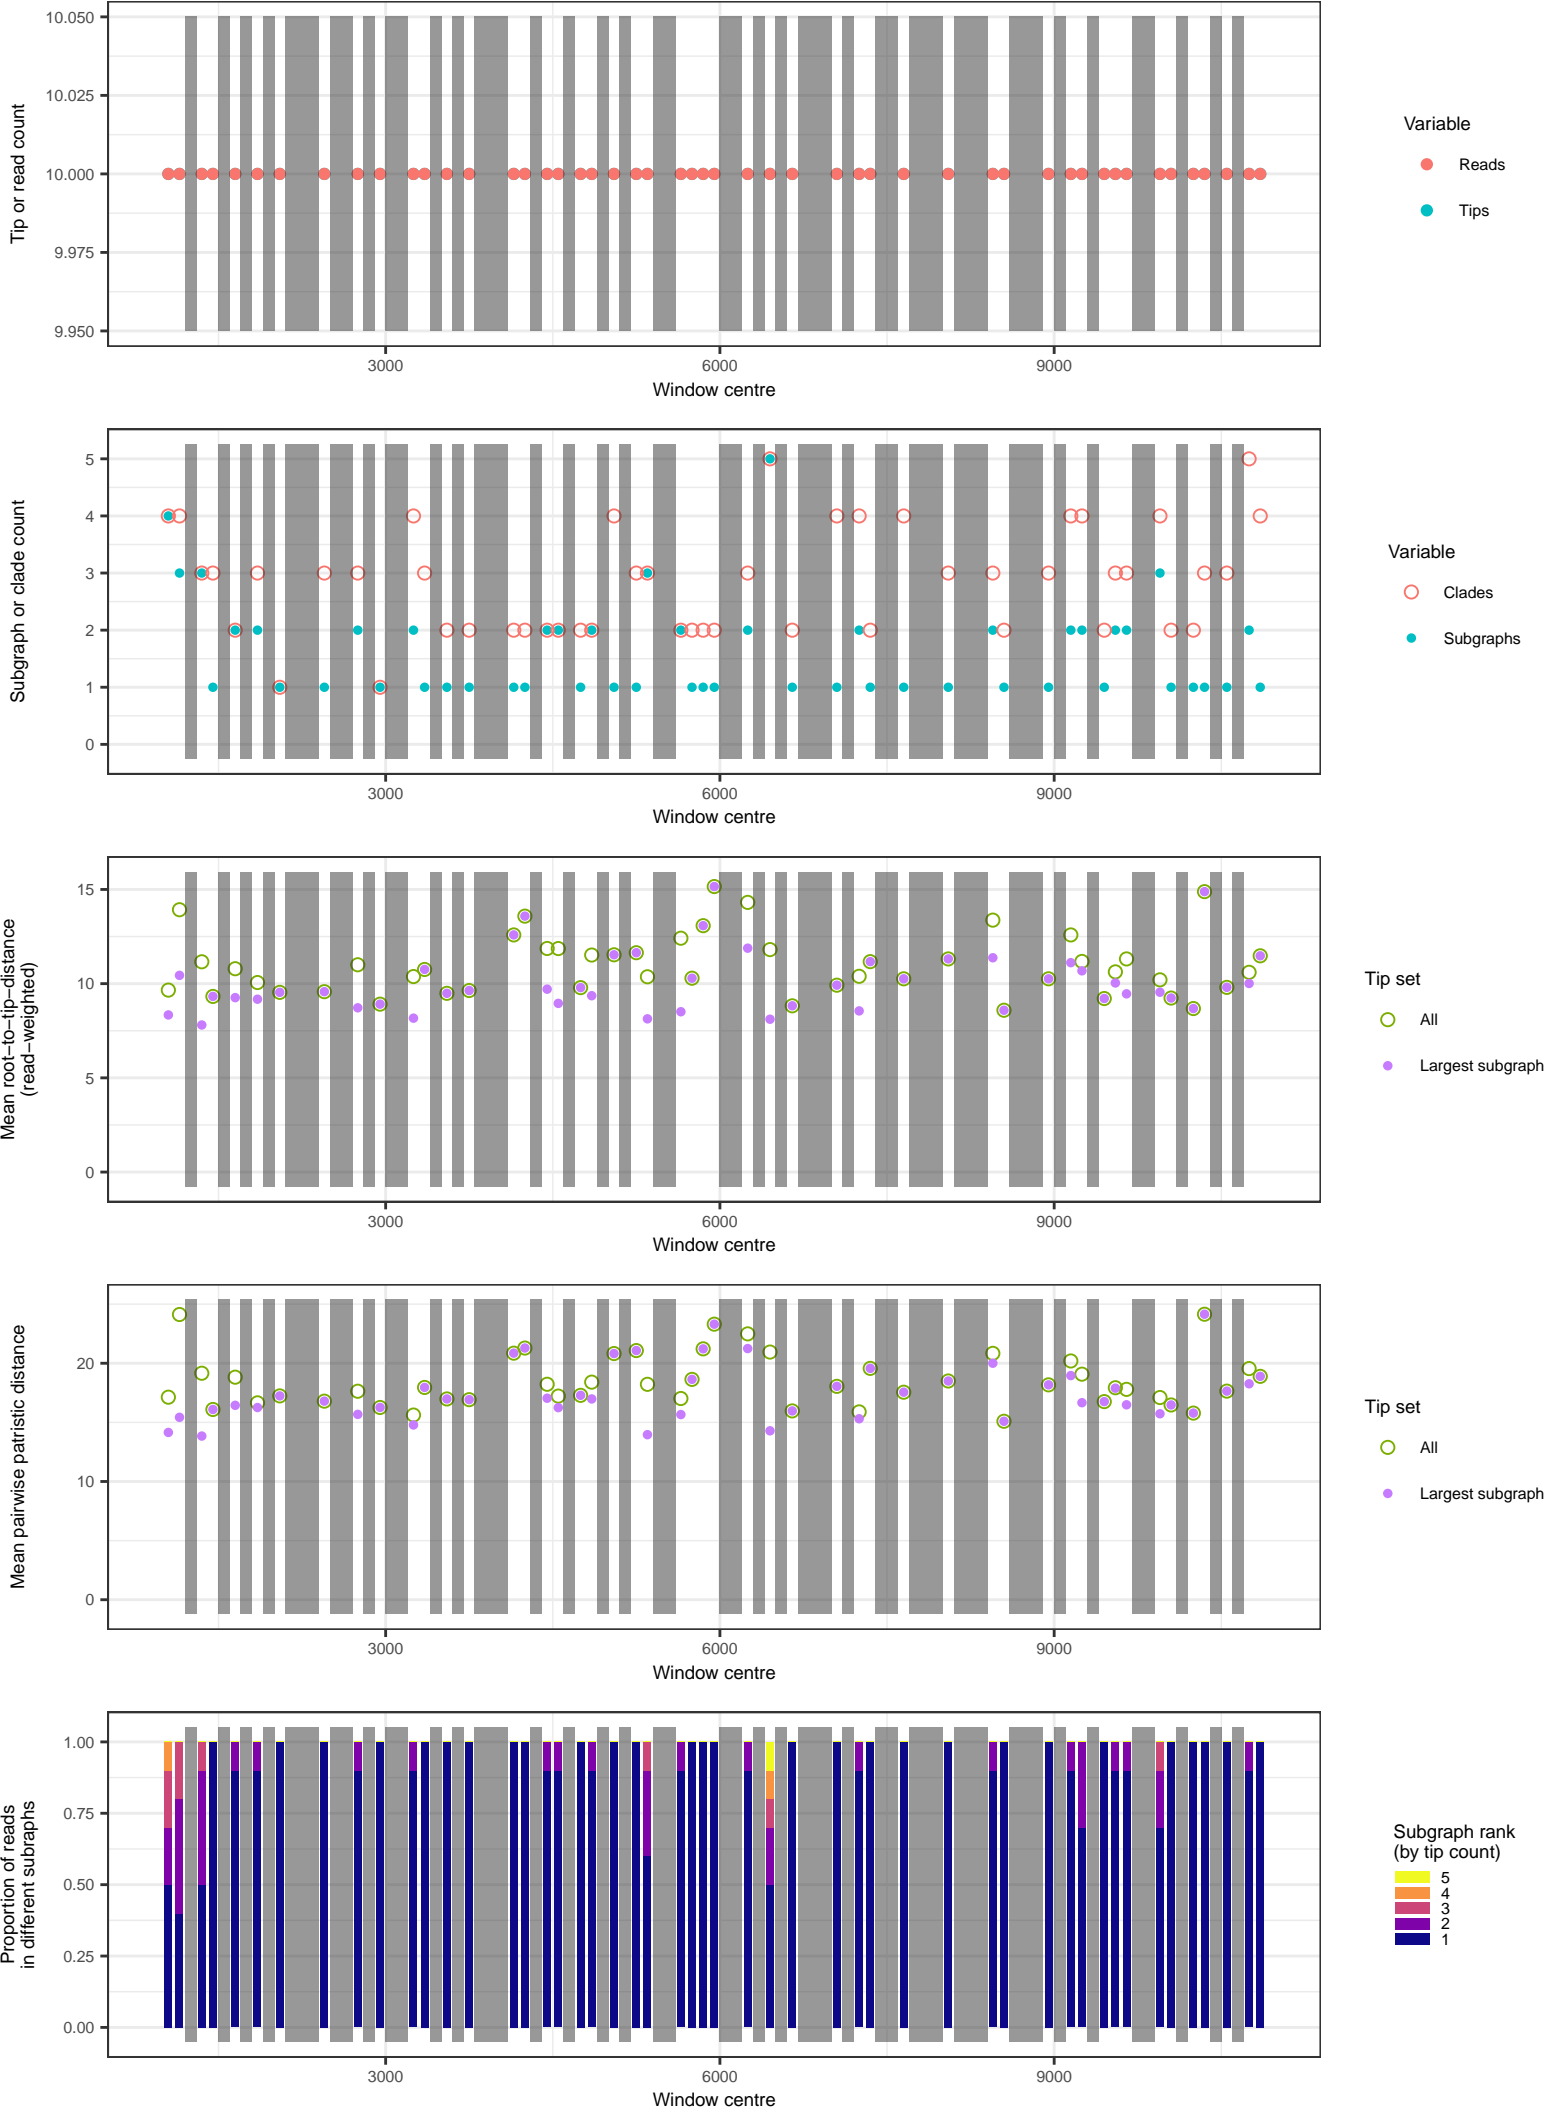 10.050
10.025
10.000
9.975
9.950
Tip or read count
3000
6000
9000
Window centre
Variable
Reads
Tips
5
4
3
2
1
0
Subgraph or clade count
3000
6000
9000
Window centre
Variable
Clades
Subgraphs
15
10
5
0
Mean root−to−tip−distance
(read−weighted)
3000
6000
9000
Window centre
Tip set
All
Largest subgraph
20
10
0
Mean pairwise patristic distance
3000
6000
9000
Window centre
Tip set
All
Largest subgraph
1.00
0.75
0.50
0.25
0.00
Proportion of reads
in different subraphs
3000
6000
9000
Window centre
Subgraph rank
(by tip count)
5
4
3
2
1